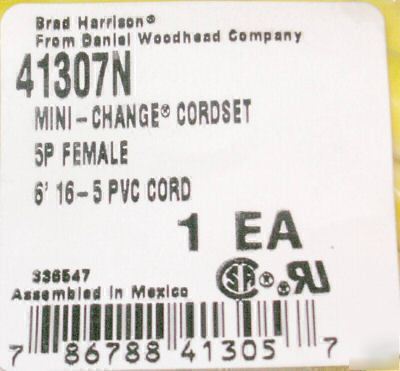 Brad Harrison®
From Daniel Woodhead Company
41307N
MINI-CHANGE® CORDSET
5P FEMALE
6' 16-5 PVC CORD
1 EA
336547
Assembled in Mexico
7 86788 41305 7